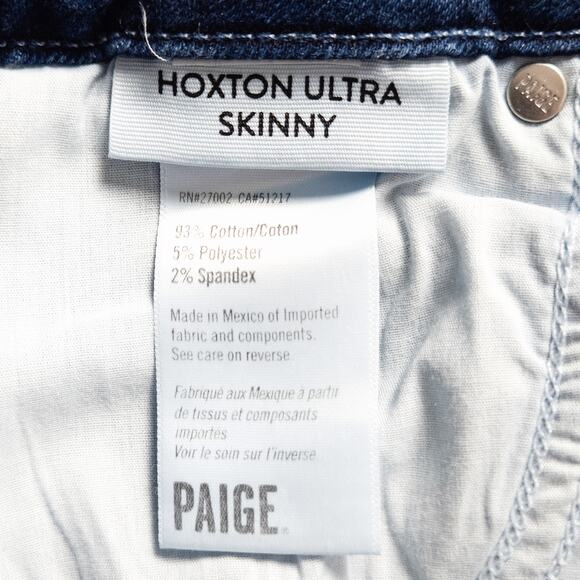 HOXTON ULTRA
SKINNY
PAIGE
RN#27002 CA#51217
93% Cotton/Coton
5% Polyester
2% Spandex
Made in Mexico of Imported
fabric and components.
See care on reverse
Fabriqué aux Mexique à partir
de tissus et composants
importés
Voir le soin sur l'inverse.
PAIGE